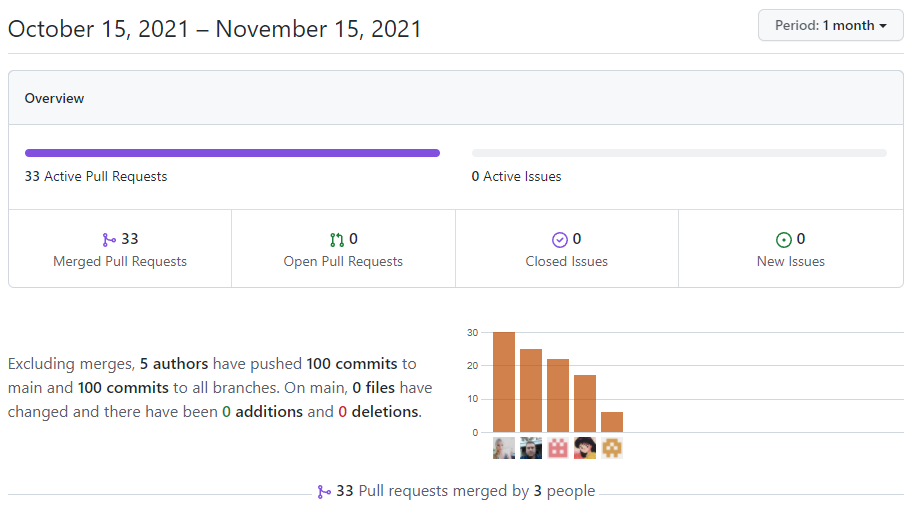 October 15, 2021 – November 15, 2021
Period: 1 month
Overview
33 Active Pull Requests
0 Active Issues
33
Merged Pull Requests
0
Open Pull Requests
0
Closed Issues
0
New Issues
Excluding merges, 5 authors have pushed 100 commits to
main and 100 commits to all branches. On main, 0 files have
changed and there have been 0 additions and 0 deletions.
30
20
10
0
33 Pull requests merged by 3 people